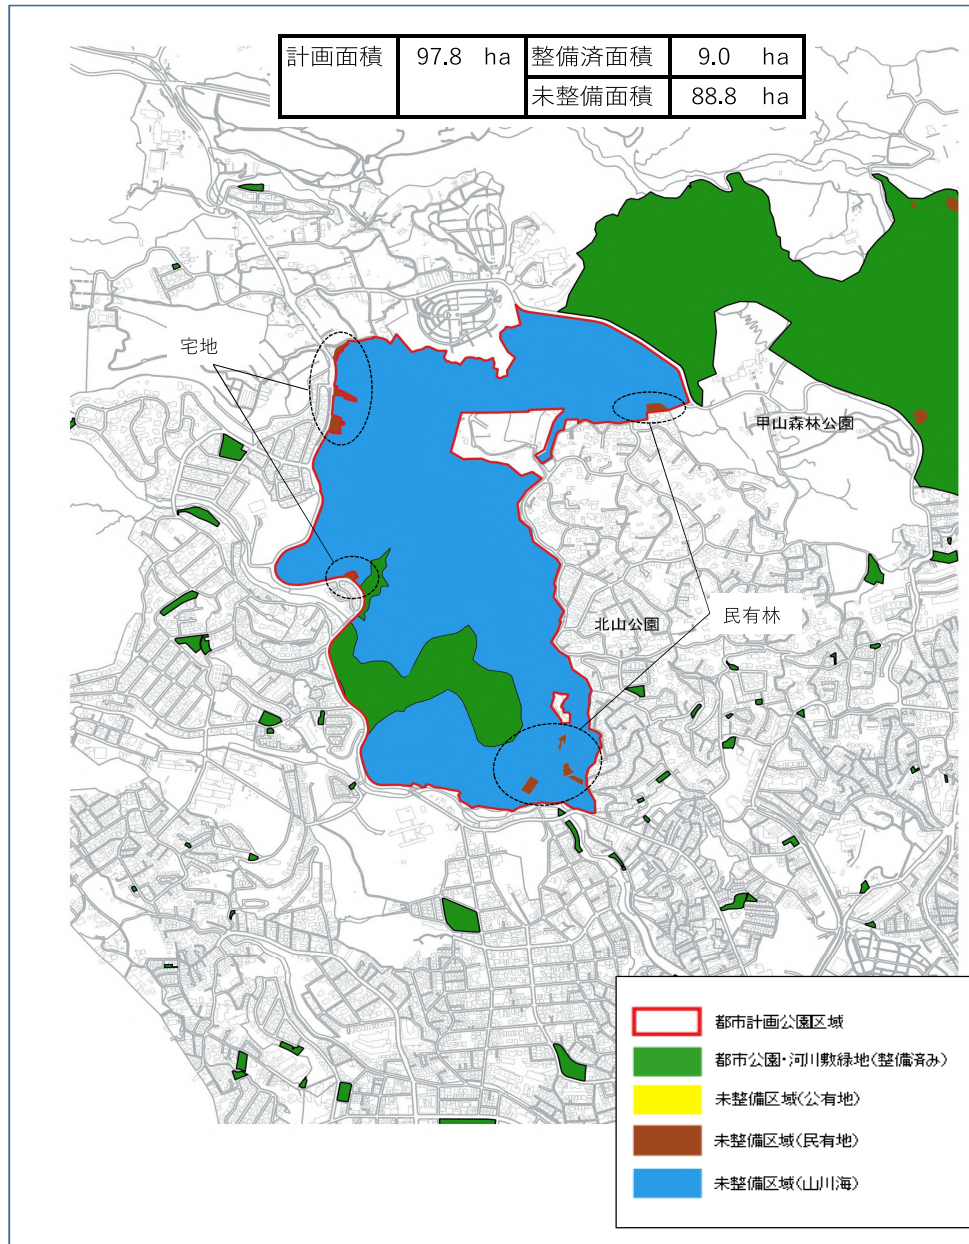 計画面積 97.8 ha 整備済面積 9.0 ha
未整備面積 88.8 ha
宅地
甲山森林公園
北山公園
民有林
都市計画公園区域
都市公園・河川敷緑地(整備済み)
未整備区域(公有地)
未整備区域(民有地)
未整備区域(山川海)